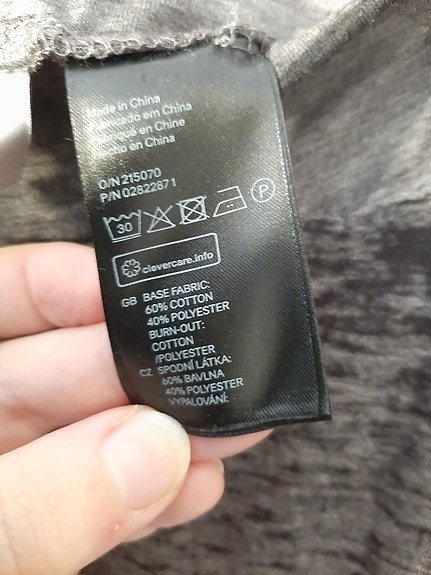 Made in China
Fabricado em China
Fabriqué en Chine
Hecho en China
O/N 215070
P/N 02822871
30 P
clevercare.info
GB BASE FABRIC:
60% COTTON
40% POLYESTER
BURN-OUT:
COTTON
/POLYESTER
CZ SPODNÍ LÁTKA:
60% BAVLNA
40% POLYESTER
VYPALOVÁNÍ: